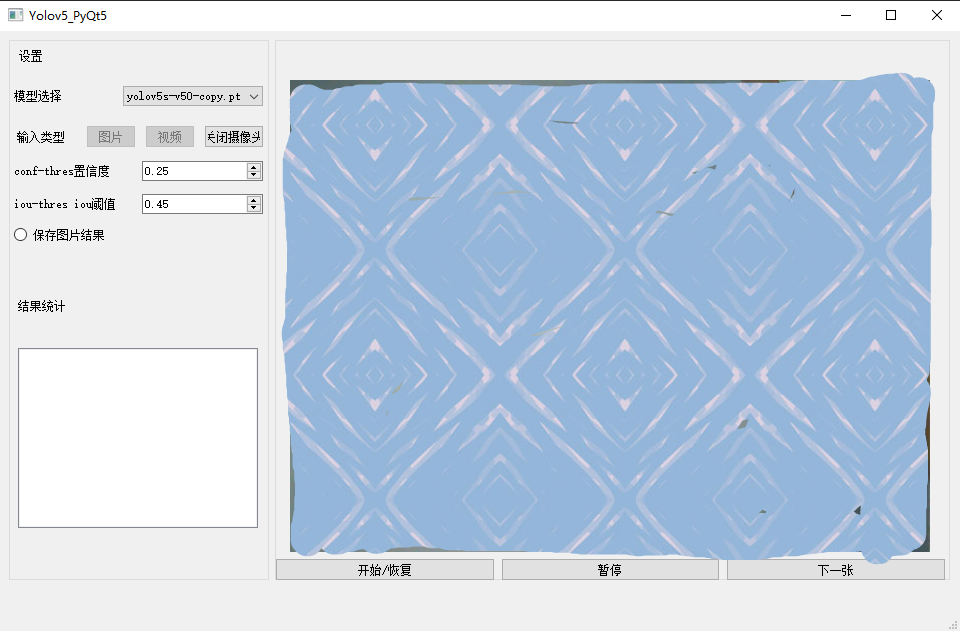 Yolov5_PyQt5
设置
模型选择 yolov5s-v50-copy.pt
输入类型 图片 视频 关闭摄像头
conf-thres置信度 0.25
iou-thres iou阈值 0.45
保存图片结果
结果统计
开始/恢复 暂停 下一张